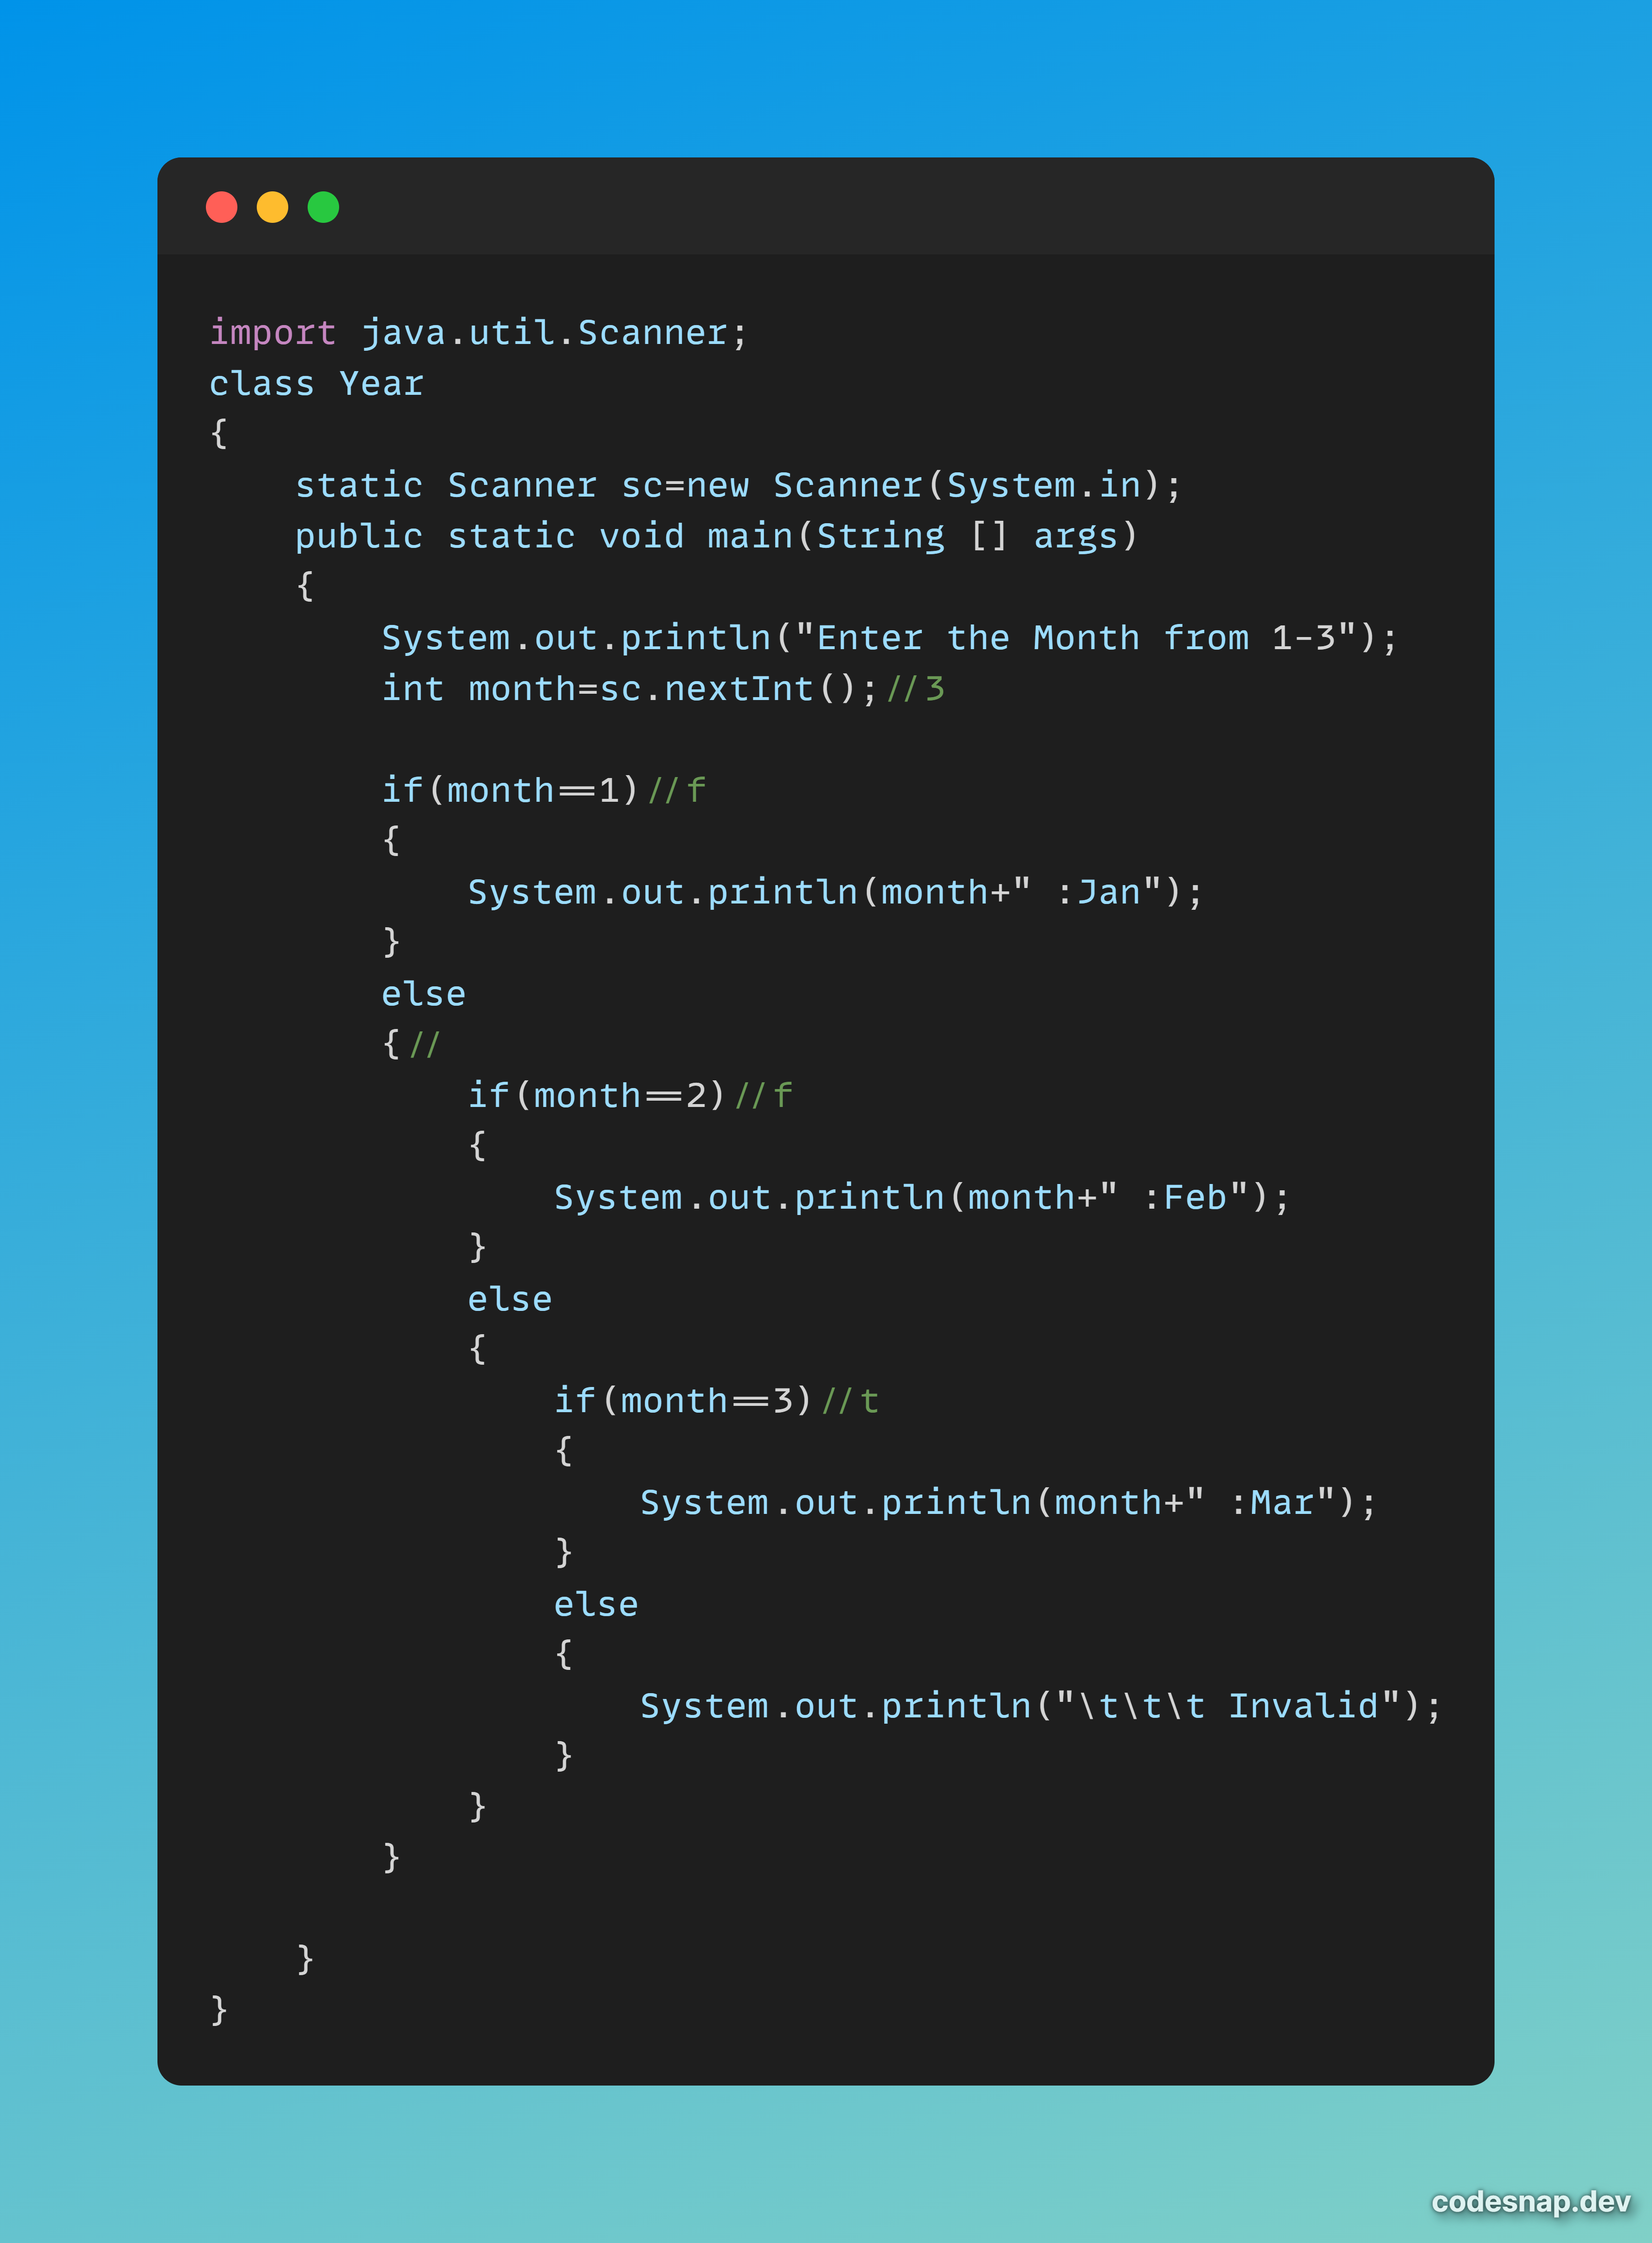 import java.util.Scanner;
class Year
{
    static Scanner sc=new Scanner(System.in);
    public static void main(String [] args)
    {
        System.out.println("Enter the Month from 1-3");
        int month=sc.nextInt();//3

        if(month==1)//f
        {
            System.out.println(month+" :Jan");
        }
        else
        {//
            if(month==2)//f
            {
                System.out.println(month+" :Feb");
            }
            else
            {
                if(month==3)//t
                {
                    System.out.println(month+" :Mar");
                }
                else
                {
                    System.out.println("\t\t\t Invalid");
                }
            }
        }

    }
}
codesnap.dev